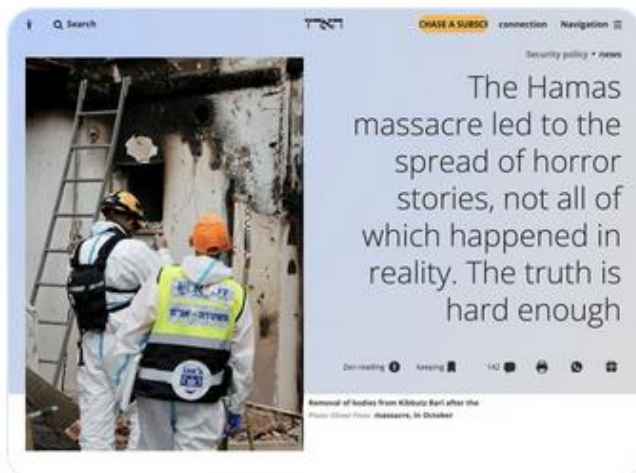 Search
הארץ
CHASE A SUBSCI
connection
Navigation
Security policy • news
The Hamas
massacre led to the
spread of horror
stories, not all of
which happened in
reality. The truth is
hard enough
Zen reading
keeping
142
Removal of bodies from Kibbutz Bari after the
massacre, in October